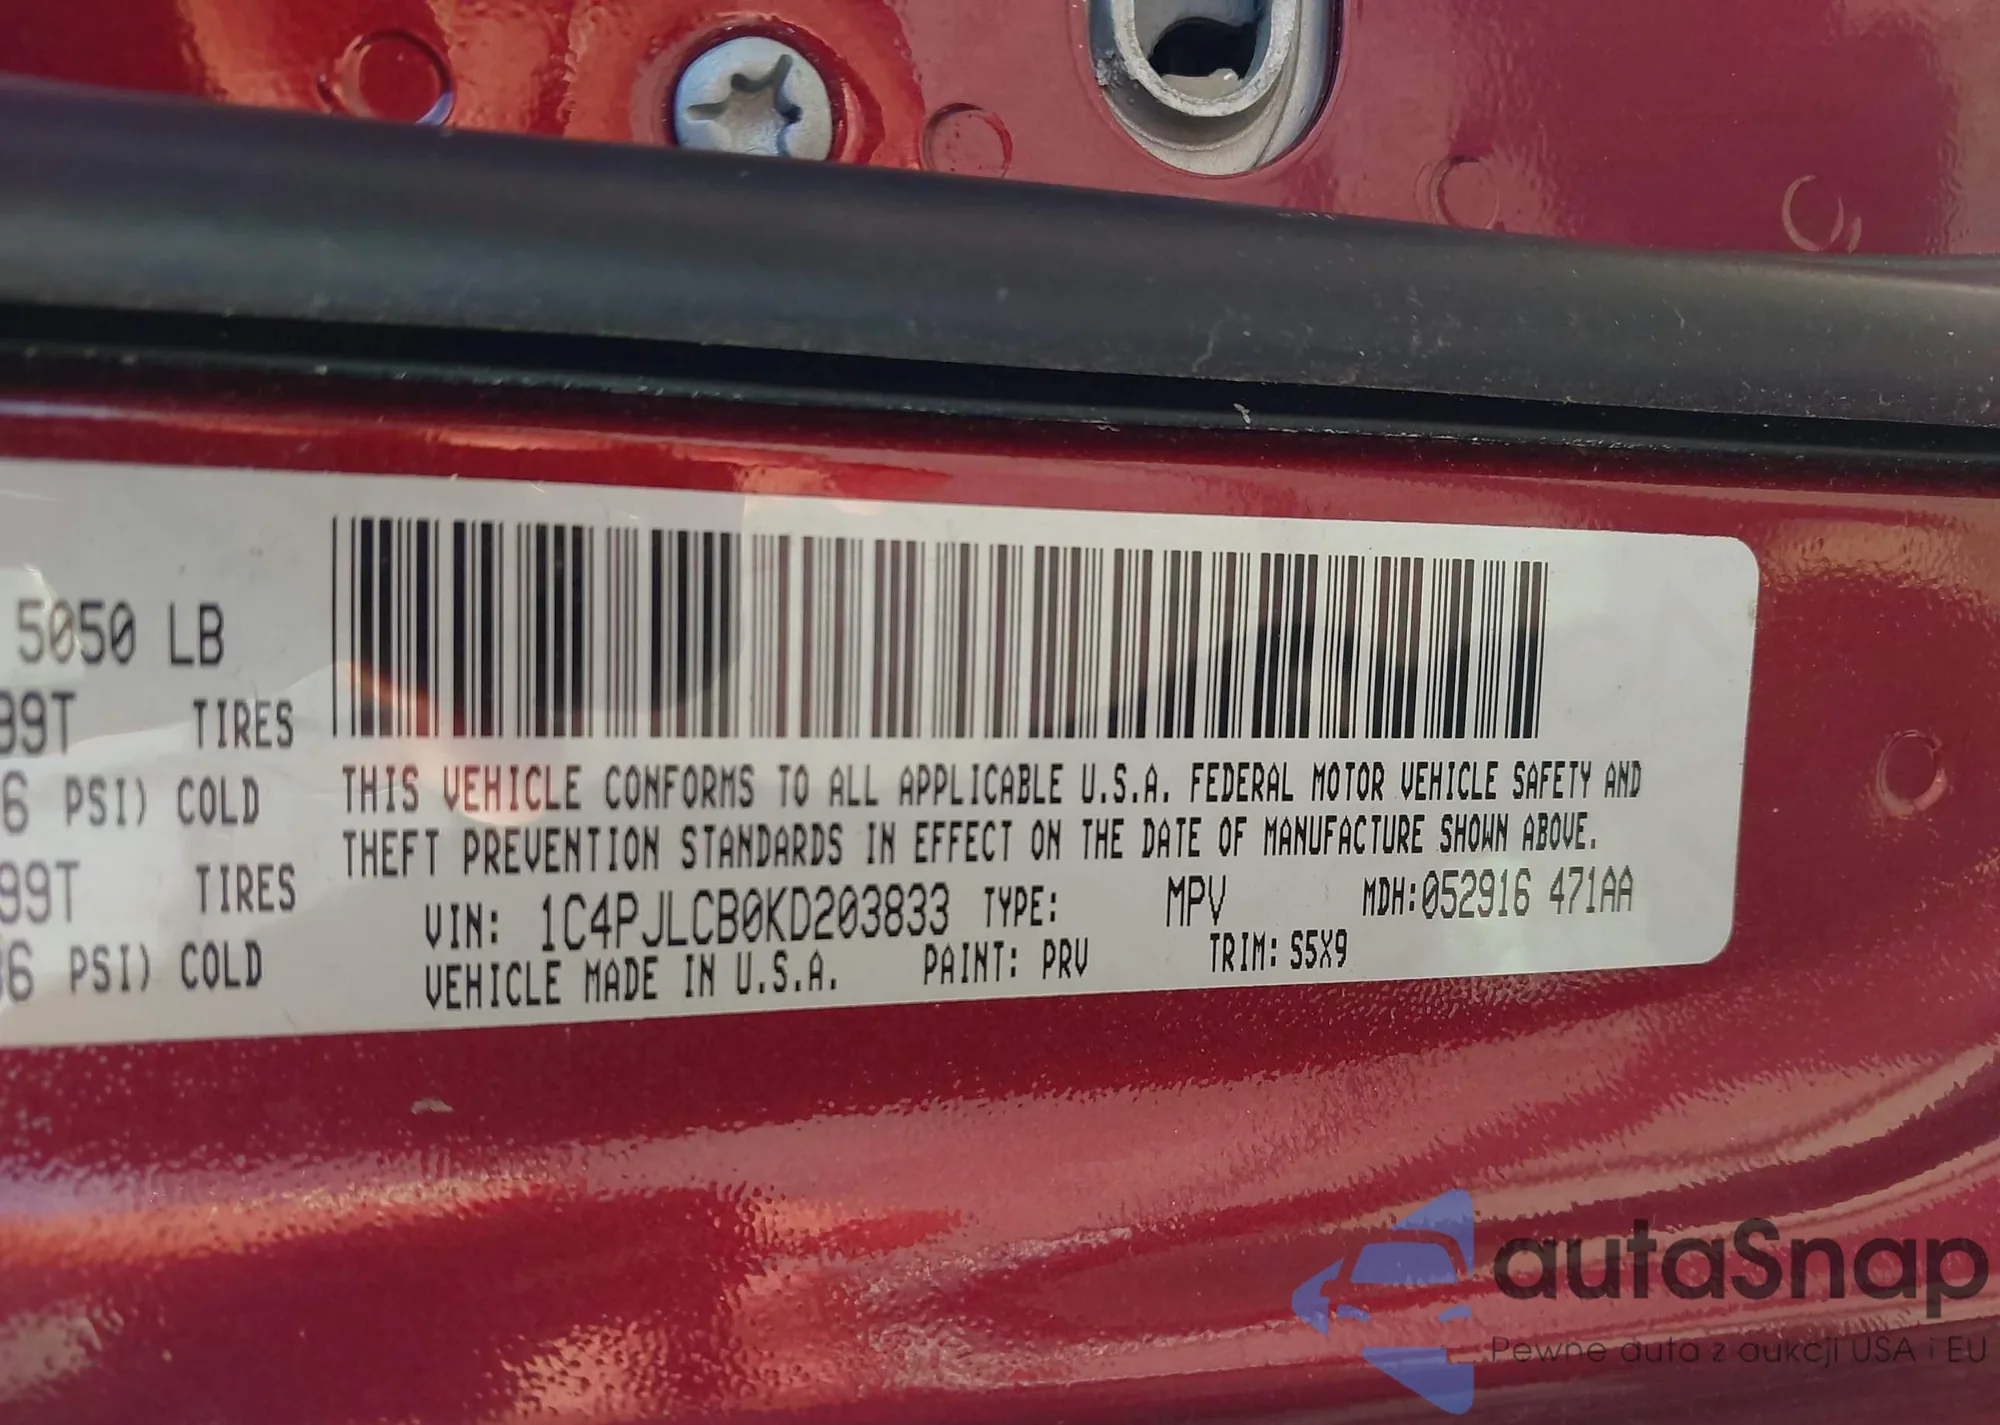 5050 LB
99T TIRES
6 PSI) COLD
99T TIRES
36 PSI) COLD
THIS VEHICLE CONFORMS TO ALL APPLICABLE U.S.A. FEDERAL MOTOR VEHICLE SAFETY AND
THEFT PREVENTION STANDARDS IN EFFECT ON THE DATE OF MANUFACTURE SHOWN ABOVE.
VIN: 1C4PJLCB0KD203833 TYPE: MPV MDH:052916 471AA
VEHICLE MADE IN U.S.A. PAINT: PRV TRIM: S5X9
autaSnap
Pewne auta z aukcji USA i EU